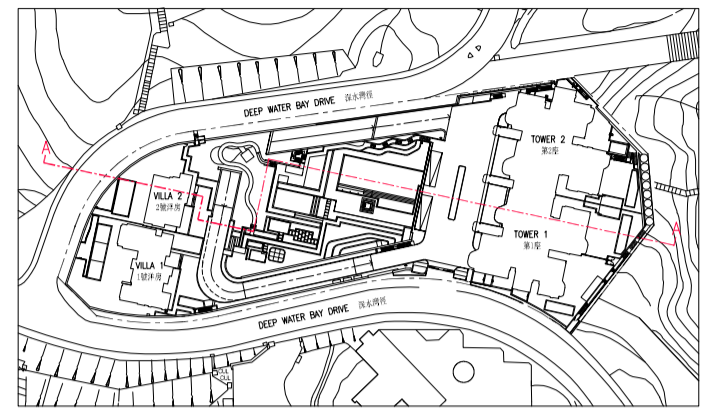 DEEP WATER BAY DRIVE 深水灣徑
A
TOWER 2
第2座
VILLA 2
2號洋房
A
TOWER 1
第1座
VILLA 1
1號洋房
DEEP WATER BAY DRIVE 深水灣徑
CUL
CUL